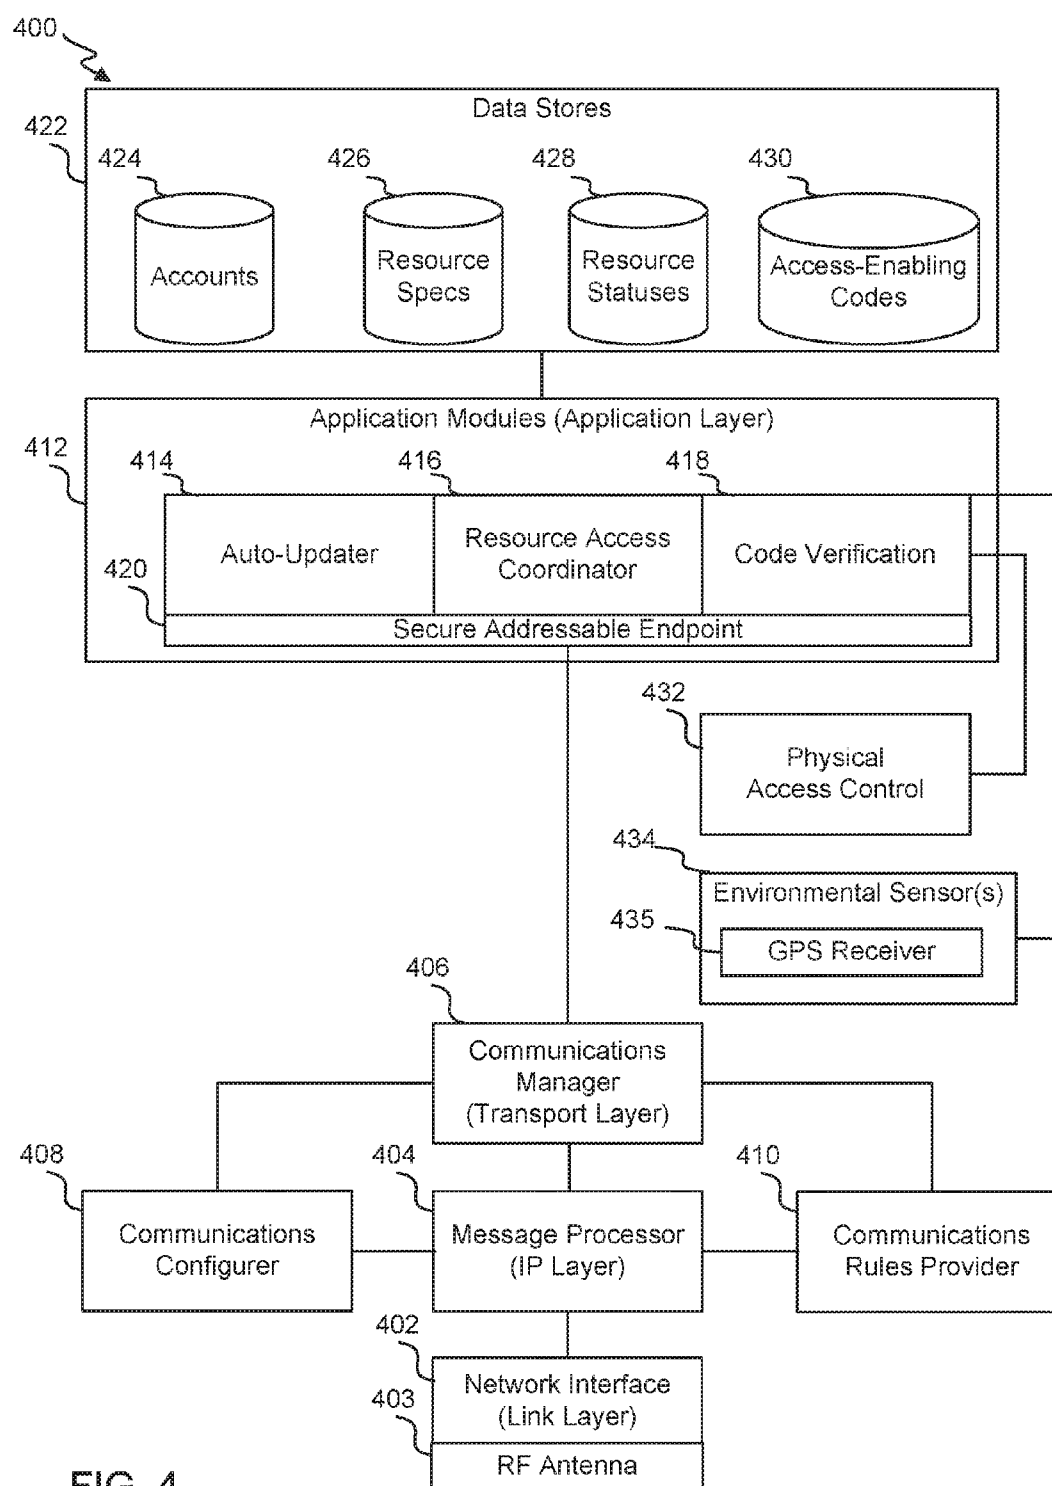 400
Data Stores
422
424
426
428
430
Accounts
Resource
Specs
Resource
Statuses
Access-Enabling
Codes
Application Modules (Application Layer)
412
414
416
418
Auto-Updater
Resource Access
Coordinator
Code Verification
420
Secure Addressable Endpoint
432
Physical
Access Control
434
Environmental Sensor(s)
435
GPS Receiver
406
Communications
Manager
(Transport Layer)
408
404
410
Communications
Configurer
Message Processor
(IP Layer)
Communications
Rules Provider
402
Network Interface
(Link Layer)
403
RF Antenna
FIG. 4